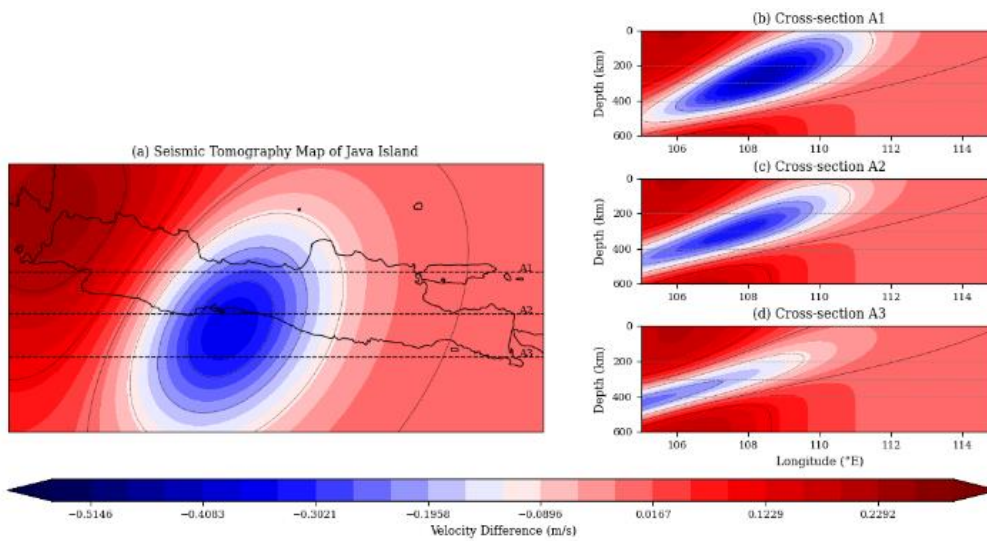 (b) Cross-section A1
0
200
400
600
Depth (km)
106 108 110 112 114
(a) Seismic Tomography Map of Java Island
A1
A2
A3
(c) Cross-section A2
0
200
400
600
Depth (km)
106 108 110 112 114
(d) Cross-section A3
0
200
400
600
Depth (km)
106 108 110 112 114
Longitude (°E)
−0.5146 −0.4083 −0.3021 −0.1958 −0.0896 0.0167 0.1229 0.2292
Velocity Difference (m/s)